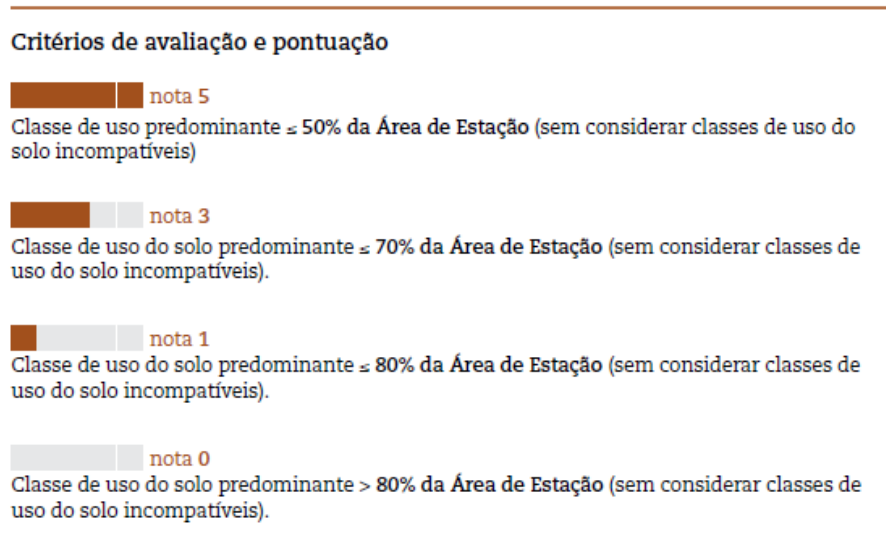 Critérios de avaliação e pontuação
nota 5
Classe de uso predominante ≤ 50% da Área de Estação (sem considerar classes de uso do
solo incompatíveis)
nota 3
Classe de uso do solo predominante ≤ 70% da Área de Estação (sem considerar classes de
uso do solo incompatíveis).
nota 1
Classe de uso do solo predominante ≤ 80% da Área de Estação (sem considerar classes de
uso do solo incompatíveis).
nota 0
Classe de uso do solo predominante > 80% da Área de Estação (sem considerar classes de
uso do solo incompatíveis).